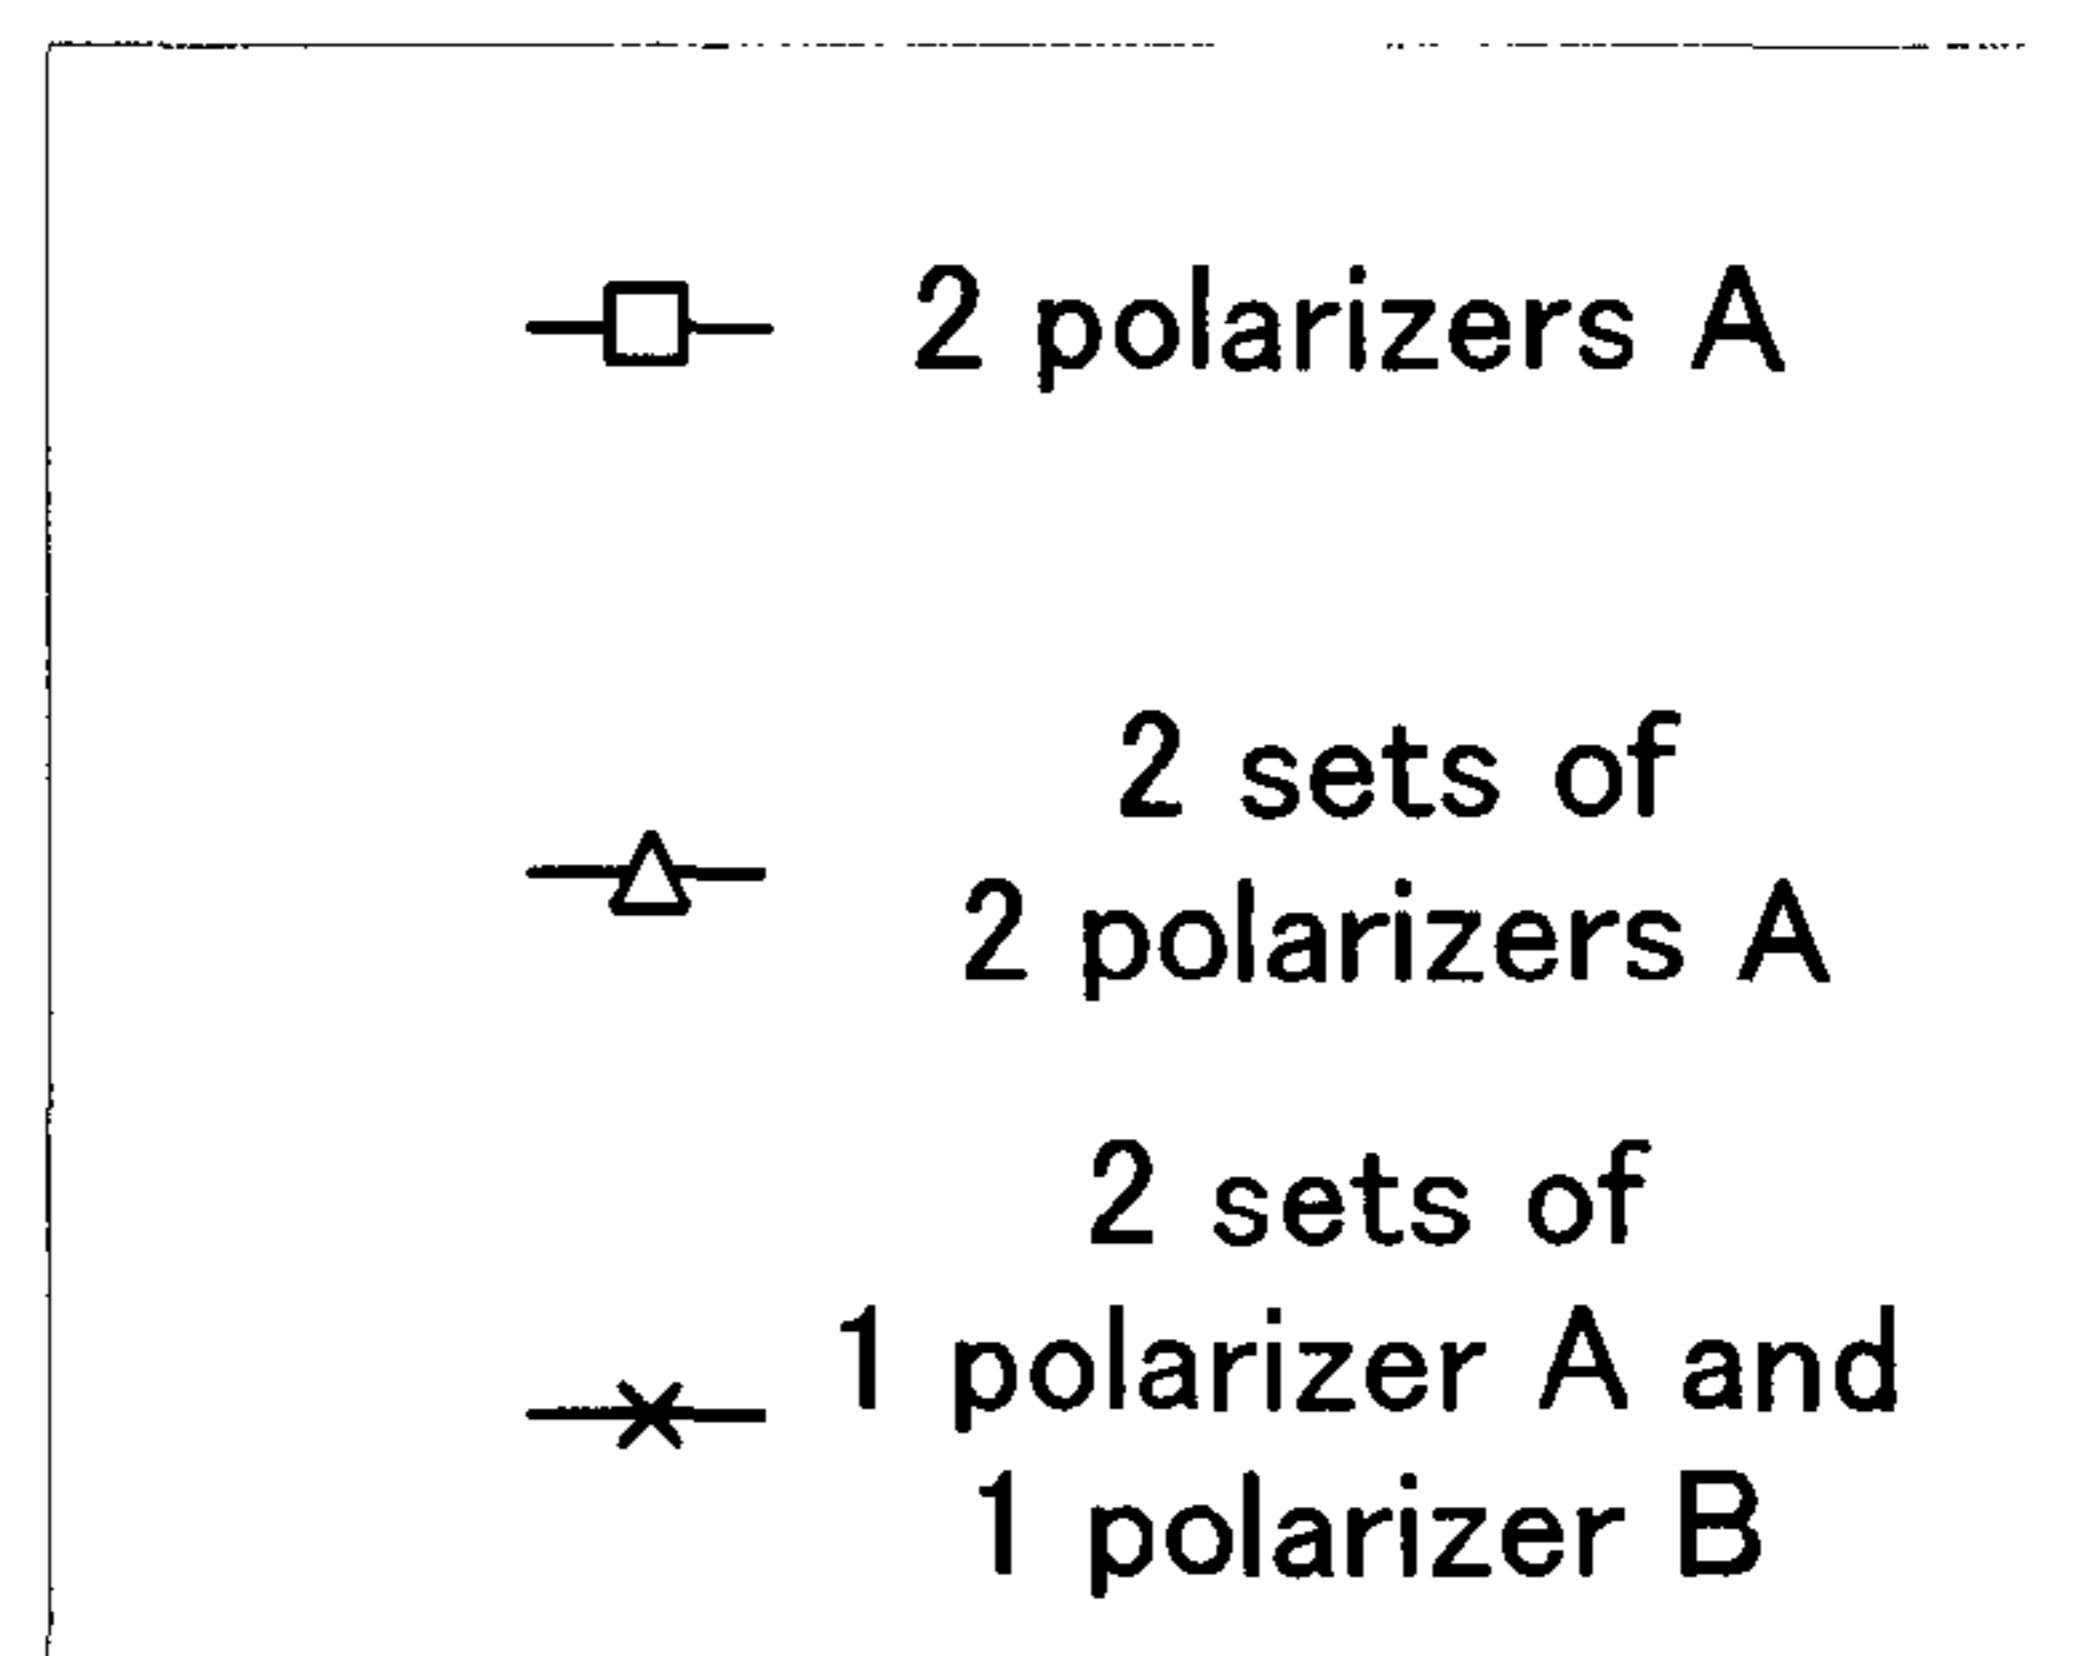 2 polarizers A
2 sets of
2 polarizers A
2 sets of
1 polarizer A and
1 polarizer B